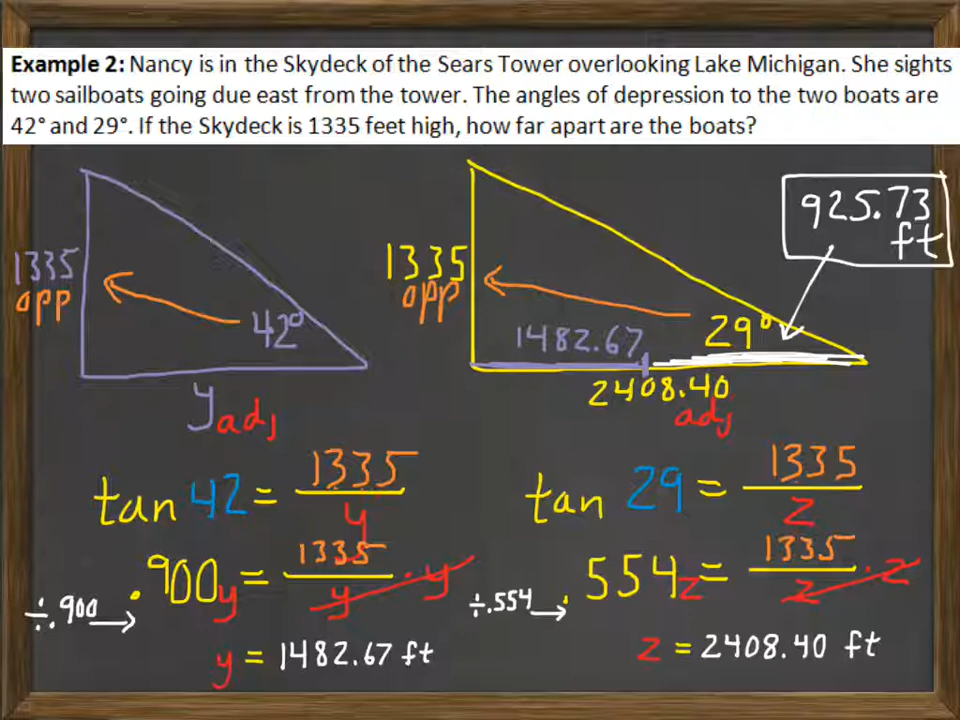 Example 2: Nancy is in the Skydeck of the Sears Tower overlooking Lake Michigan. She sights
two sailboats going due east from the tower. The angles of depression to the two boats are
42° and 29°. If the Skydeck is 1335 feet high, how far apart are the boats?
1335
opp
42°
y adj
1335
opp
1482.67
29°
2408.40
adj
925.73
ft
tan 42 = 1335/y
.900y = 1335/y · y
÷.900
y = 1482.67 ft
tan 29 = 1335/z
.554z = 1335/z · z
÷.554
z = 2408.40 ft